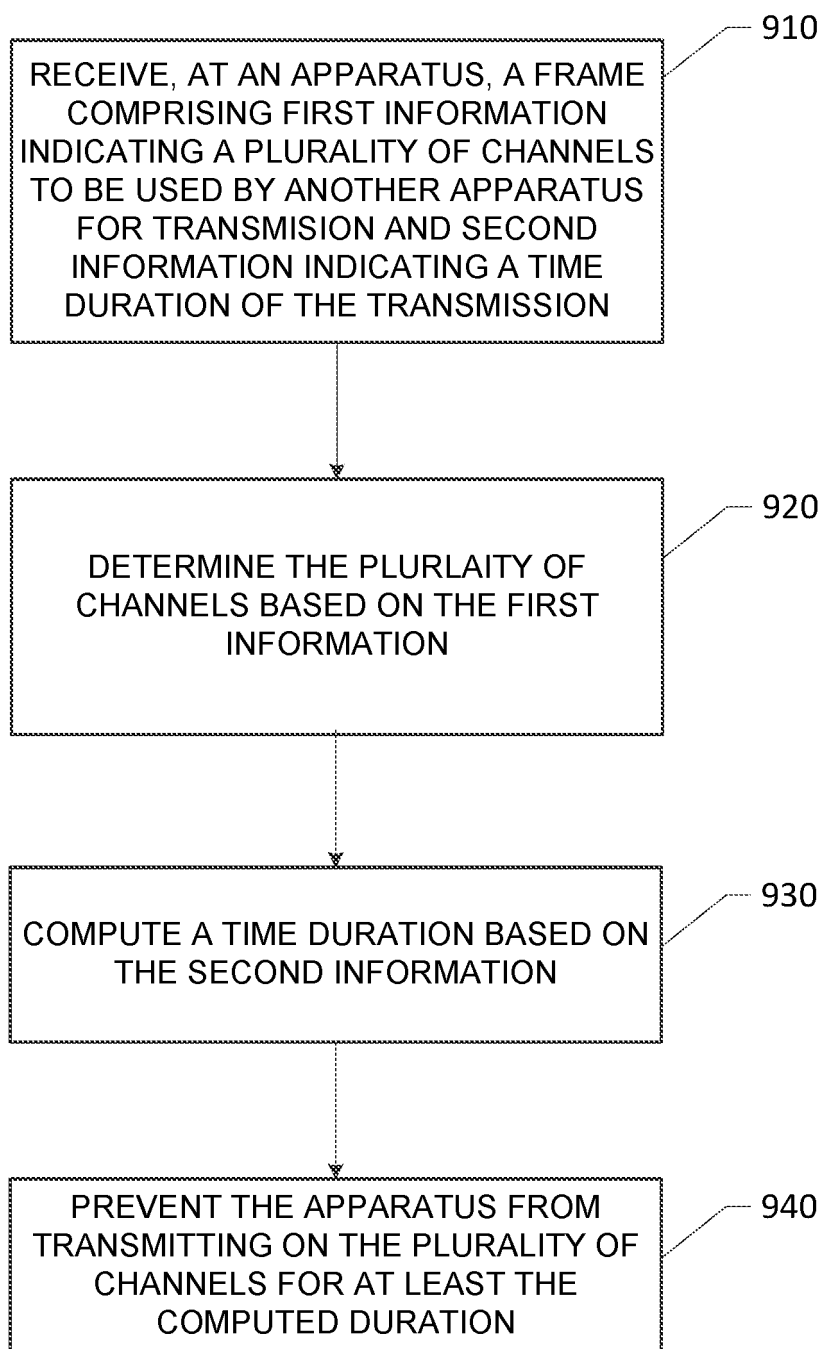 910
RECEIVE, AT AN APPARATUS, A FRAME
COMPRISING FIRST INFORMATION
INDICATING A PLURALITY OF CHANNELS
TO BE USED BY ANOTHER APPARATUS
FOR TRANSMISION AND SECOND
INFORMATION INDICATING A TIME
DURATION OF THE TRANSMISSION
920
DETERMINE THE PLURLAITY OF
CHANNELS BASED ON THE FIRST
INFORMATION
930
COMPUTE A TIME DURATION BASED ON
THE SECOND INFORMATION
940
PREVENT THE APPARATUS FROM
TRANSMITTING ON THE PLURALITY OF
CHANNELS FOR AT LEAST THE
COMPUTED DURATION